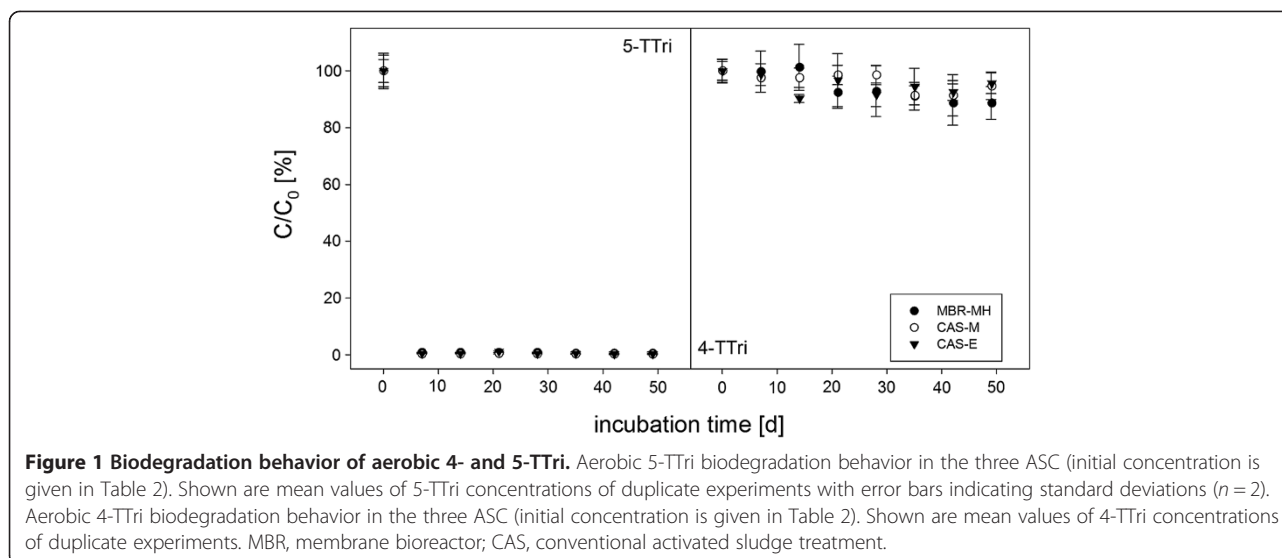 5-TTri
100
80
60
40
20
0
C/C0 [%]
MBR-MH
CAS-M
CAS-E
4-TTri
0 10 20 30 40 50 0 10 20 30 40 50
incubation time [d]
Figure 1 Biodegradation behavior of aerobic 4- and 5-TTri. Aerobic 5-TTri biodegradation behavior in the three ASC (initial concentration is
given in Table 2). Shown are mean values of 5-TTri concentrations of duplicate experiments with error bars indicating standard deviations (n = 2).
Aerobic 4-TTri biodegradation behavior in the three ASC (initial concentration is given in Table 2). Shown are mean values of 4-TTri concentrations
of duplicate experiments. MBR, membrane bioreactor; CAS, conventional activated sludge treatment.